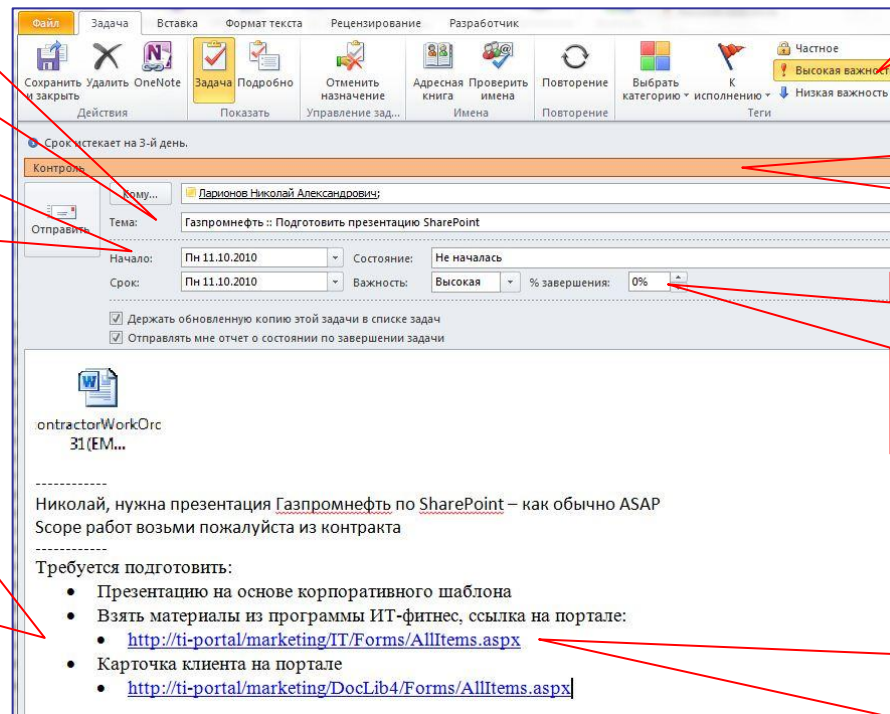 Файл Задача Вставка Формат текста Рецензирование Разработчик
Сохранить и закрыть
Удалить
OneNote
Задача
Подробно
Отменить назначение
Адресная книга
Проверить имена
Повторение
Выбрать категорию
К исполнению
Частное
Высокая важность
Низкая важность
Действия Показать Управление зад... Имена Повторение Теги
Срок истекает на 3-й день.
Контроль
Отправить
Кому... Ларионов Николай Александрович;
Тема: Газпромнефть :: Подготовить презентацию SharePoint
Начало: Пн 11.10.2010 Состояние: Не началась
Срок: Пн 11.10.2010 Важность: Высокая % завершения: 0%
Держать обновленную копию этой задачи в списке задач
Отправлять мне отчет о состоянии по завершении задачи
ontractorWorkOrc
31(EM...
------------
Николай, нужна презентация Газпромнефть по SharePoint – как обычно ASAP
Scope работ возьми пожалуйста из контракта
------------
Требуется подготовить:
• Презентацию на основе корпоративного шаблона
• Взять материалы из программы ИТ-фитнес, ссылка на портале:
• http://ti-portal/marketing/IT/Forms/AllItems.aspx
• Карточка клиента на портале
• http://ti-portal/marketing/DocLib4/Forms/AllItems.aspx